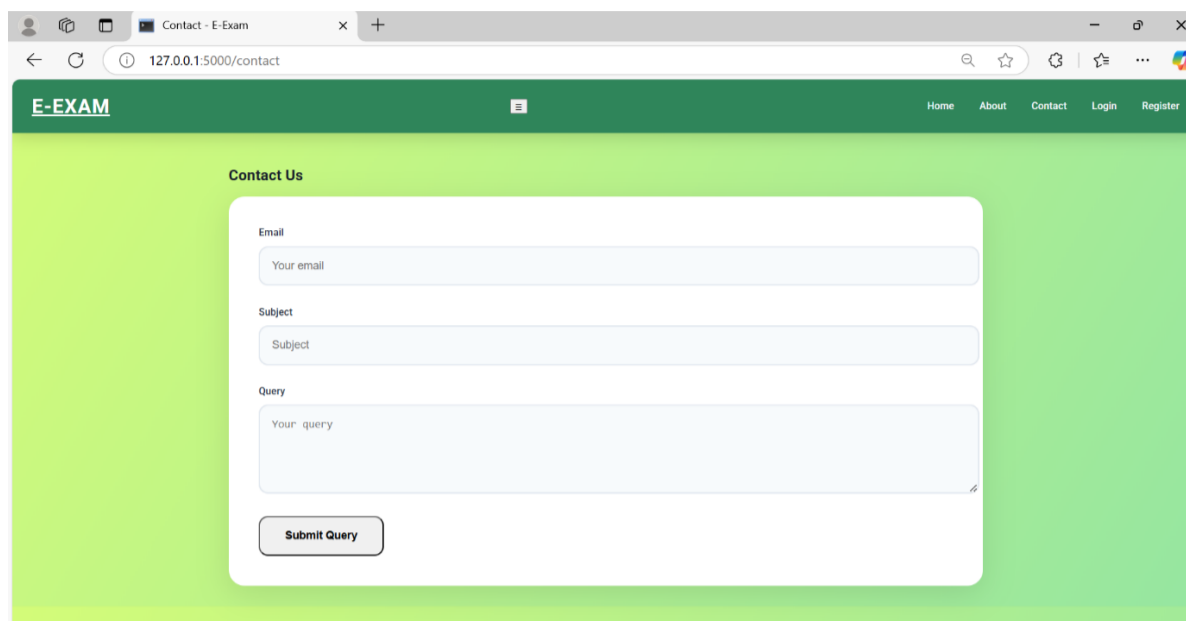 Contact - E-Exam
127.0.0.1:5000/contact
E-EXAM
Home About Contact Login Register
Contact Us
Email
Your email
Subject
Subject
Query
Your query
Submit Query